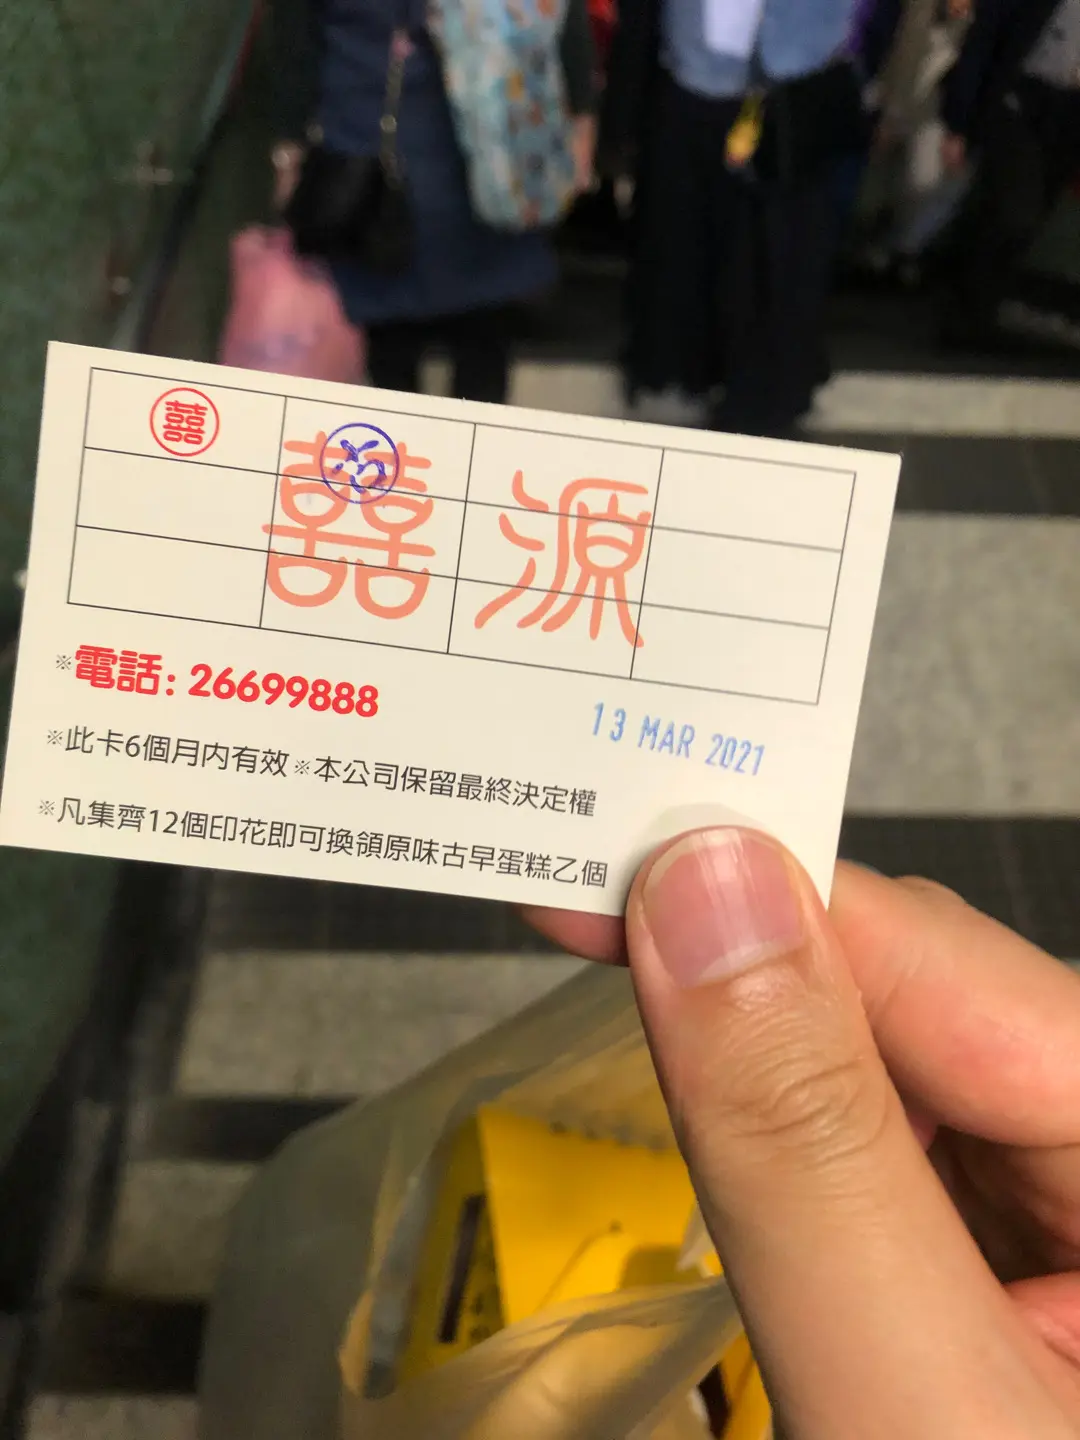 囍
囍源
※電話: 26699888
13 MAR 2021
※此卡6個月內有效※本公司保留最終決定權
※凡集齊12個印花即可換領原味古早蛋糕乙個